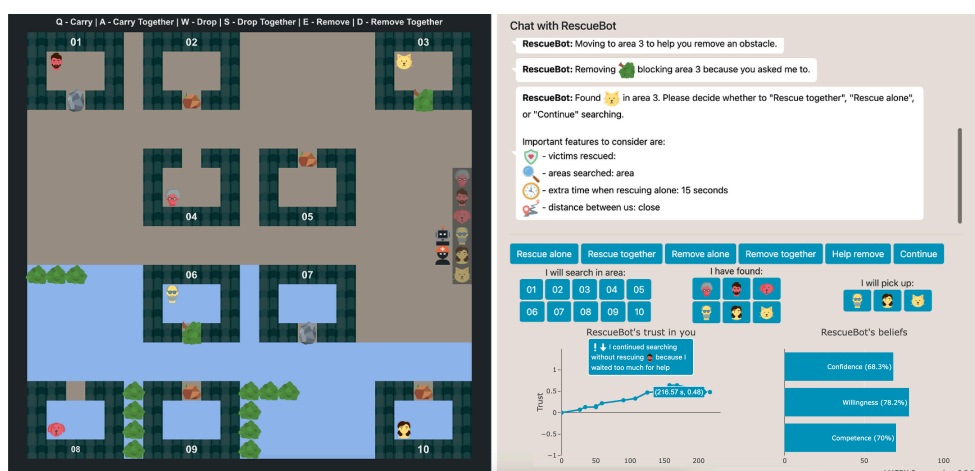 Q - Carry | A - Carry Together | W - Drop | S - Drop Together | E - Remove | D - Remove Together
01
02
03
04
05
06
07
08
09
10
Chat with RescueBot
RescueBot: Moving to area 3 to help you remove an obstacle.
RescueBot: Removing blocking area 3 because you asked me to.
RescueBot: Found in area 3. Please decide whether to "Rescue together", "Rescue alone",
or "Continue" searching.
Important features to consider are:
- victims rescued:
- areas searched: area
- extra time when rescuing alone: 15 seconds
- distance between us: close
Rescue alone
Rescue together
Remove alone
Remove together
Help remove
Continue
I will search in area:
01 02 03 04 05
06 07 08 09 10
I have found:
I will pick up:
RescueBot's trust in you
! ↓ I continued searching
without rescuing because I
waited too much for help
(216.57 s, 0.48)
Trust
1
0.5
0
−0.5
−1
0 50 100 150 200
RescueBot's beliefs
Confidence (68.3%)
Willingness (78.2%)
Competence (70%)
0 50 100